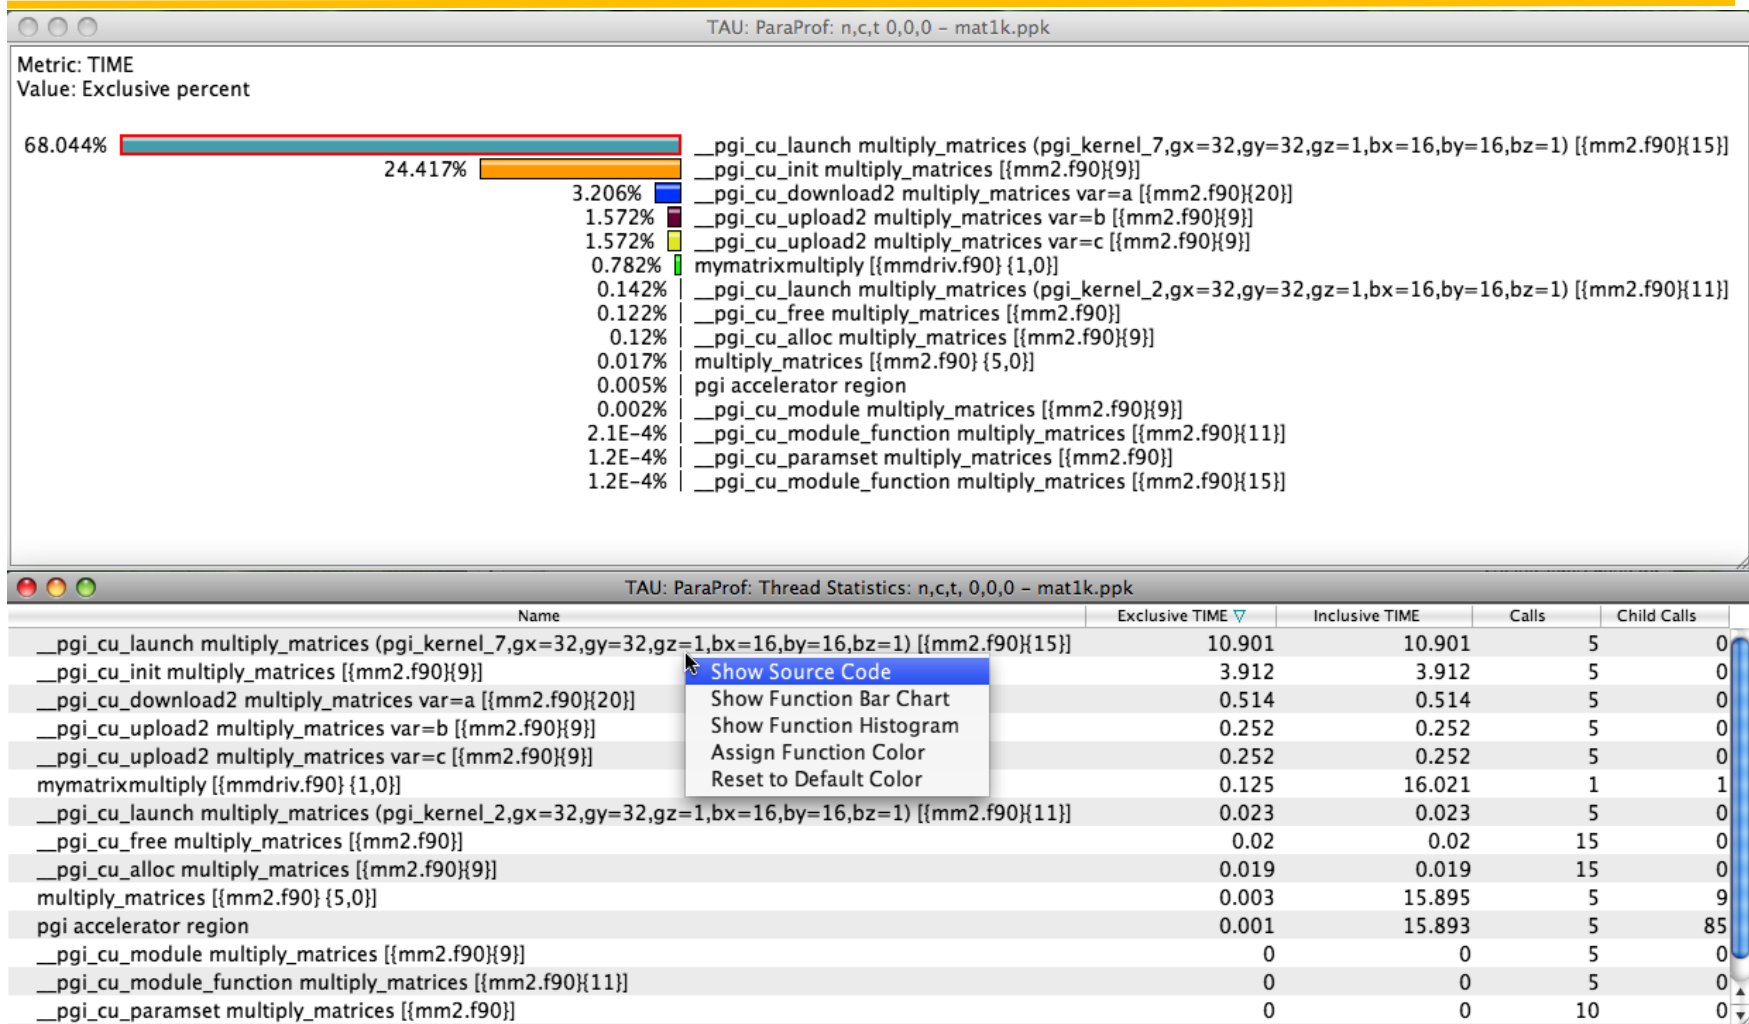 TAU: ParaProf: n,c,t 0,0,0 – mat1k.ppk
Metric: TIME
Value: Exclusive percent
68.044% __pgi_cu_launch multiply_matrices (pgi_kernel_7,gx=32,gy=32,gz=1,bx=16,by=16,bz=1) [{mm2.f90}{15}]
24.417% __pgi_cu_init multiply_matrices [{mm2.f90}{9}]
3.206% __pgi_cu_download2 multiply_matrices var=a [{mm2.f90}{20}]
1.572% __pgi_cu_upload2 multiply_matrices var=b [{mm2.f90}{9}]
1.572% __pgi_cu_upload2 multiply_matrices var=c [{mm2.f90}{9}]
0.782% mymatrixmultiply [{mmdriv.f90} {1,0}]
0.142% __pgi_cu_launch multiply_matrices (pgi_kernel_2,gx=32,gy=32,gz=1,bx=16,by=16,bz=1) [{mm2.f90}{11}]
0.122% __pgi_cu_free multiply_matrices [{mm2.f90}]
0.12% __pgi_cu_alloc multiply_matrices [{mm2.f90}{9}]
0.017% multiply_matrices [{mm2.f90} {5,0}]
0.005% pgi accelerator region
0.002% __pgi_cu_module multiply_matrices [{mm2.f90}{9}]
2.1E-4% __pgi_cu_module_function multiply_matrices [{mm2.f90}{11}]
1.2E-4% __pgi_cu_paramset multiply_matrices [{mm2.f90}]
1.2E-4% __pgi_cu_module_function multiply_matrices [{mm2.f90}{15}]
TAU: ParaProf: Thread Statistics: n,c,t, 0,0,0 – mat1k.ppk
Name Exclusive TIME Inclusive TIME Calls Child Calls
__pgi_cu_launch multiply_matrices (pgi_kernel_7,gx=32,gy=32,gz=1,bx=16,by=16,bz=1) [{mm2.f90}{15}] 10.901 10.901 5 0
__pgi_cu_init multiply_matrices [{mm2.f90}{9}] 3.912 3.912 5 0
__pgi_cu_download2 multiply_matrices var=a [{mm2.f90}{20}] 0.514 0.514 5 0
__pgi_cu_upload2 multiply_matrices var=b [{mm2.f90}{9}] 0.252 0.252 5 0
__pgi_cu_upload2 multiply_matrices var=c [{mm2.f90}{9}] 0.252 0.252 5 0
mymatrixmultiply [{mmdriv.f90} {1,0}] 0.125 16.021 1 1
__pgi_cu_launch multiply_matrices (pgi_kernel_2,gx=32,gy=32,gz=1,bx=16,by=16,bz=1) [{mm2.f90}{11}] 0.023 0.023 5 0
__pgi_cu_free multiply_matrices [{mm2.f90}] 0.02 0.02 15 0
__pgi_cu_alloc multiply_matrices [{mm2.f90}{9}] 0.019 0.019 15 0
multiply_matrices [{mm2.f90} {5,0}] 0.003 15.895 5 9
pgi accelerator region 0.001 15.893 5 85
__pgi_cu_module multiply_matrices [{mm2.f90}{9}] 0 0 5 0
__pgi_cu_module_function multiply_matrices [{mm2.f90}{11}] 0 0 5 0
__pgi_cu_paramset multiply_matrices [{mm2.f90}] 0 0 10 0
Show Source Code
Show Function Bar Chart
Show Function Histogram
Assign Function Color
Reset to Default Color